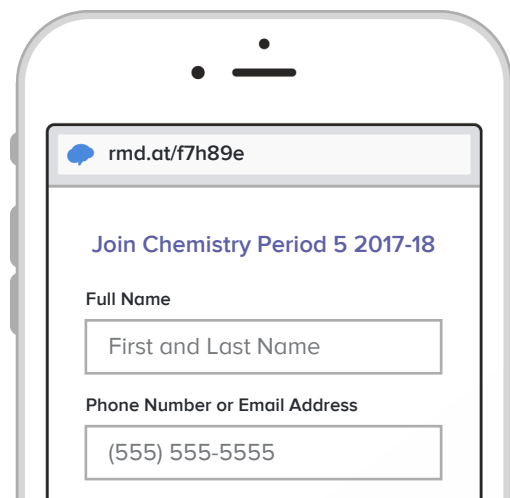 rmd.at/f7h89e
Join Chemistry Period 5 2017-18
Full Name
First and Last Name
Phone Number or Email Address
(555) 555-5555